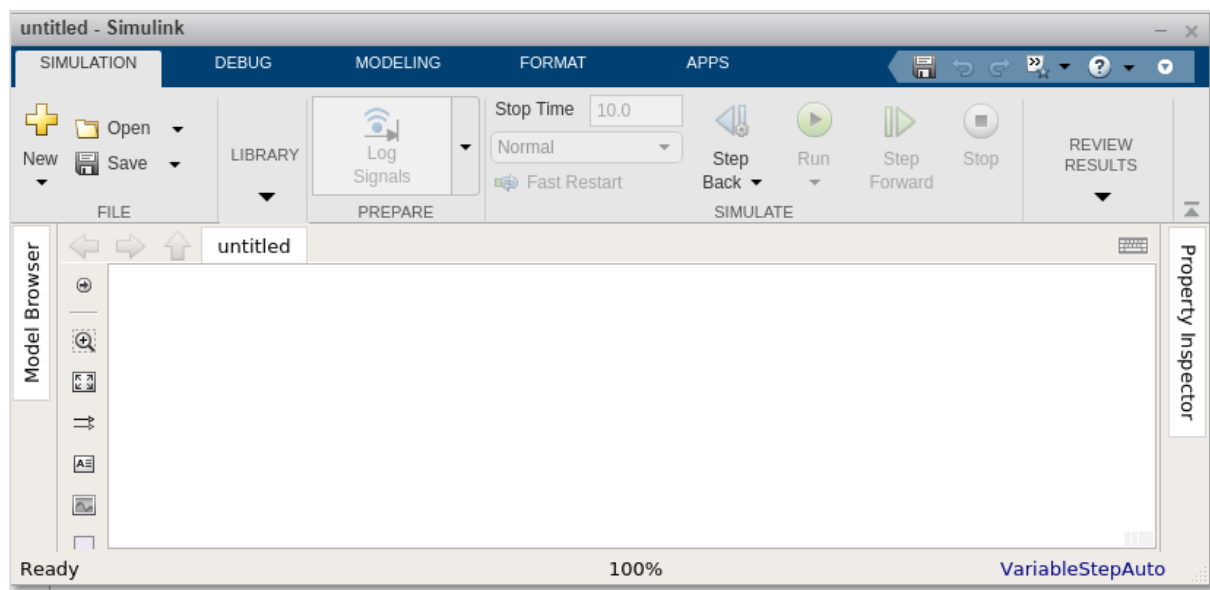 untitled - Simulink
SIMULATION DEBUG MODELING FORMAT APPS
New
Open
Save
FILE
LIBRARY
Log
Signals
PREPARE
Stop Time 10.0
Normal
Fast Restart
Step
Back
Run
Step
Forward
Stop
SIMULATE
REVIEW
RESULTS
Model Browser
untitled
Property Inspector
Ready 100% VariableStepAuto